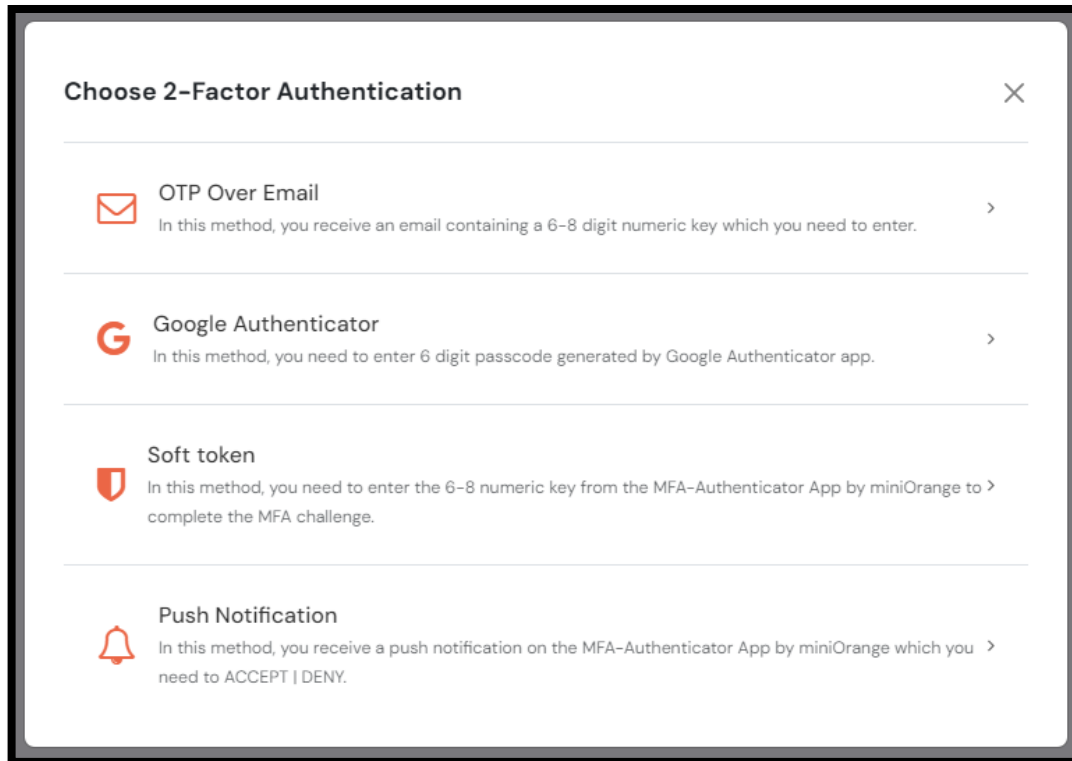 Choose 2-Factor Authentication
OTP Over Email
In this method, you receive an email containing a 6-8 digit numeric key which you need to enter.
Google Authenticator
In this method, you need to enter 6 digit passcode generated by Google Authenticator app.
Soft token
In this method, you need to enter the 6-8 numeric key from the MFA-Authenticator App by miniOrange to
complete the MFA challenge.
Push Notification
In this method, you receive a push notification on the MFA-Authenticator App by miniOrange which you
need to ACCEPT | DENY.